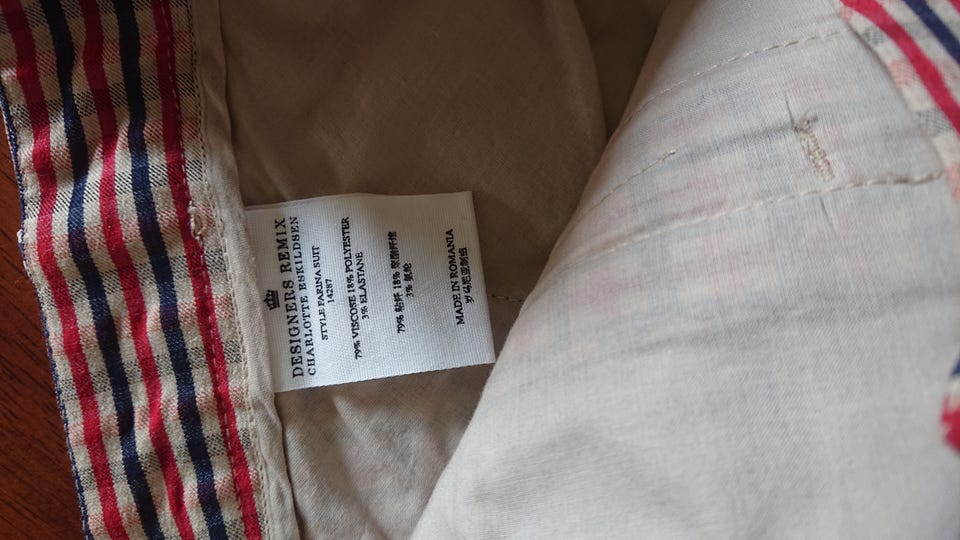 DESIGNERS REMIX
CHARLOTTE ESKILDSEN
STYLE FARINA SUIT
14287
79% VISCOSE 18% POLYESTER
3% ELASTANE
79% 粘纤 18% 聚酯纤维
3% 氨纶
MADE IN ROMANIA
罗马尼亚制造